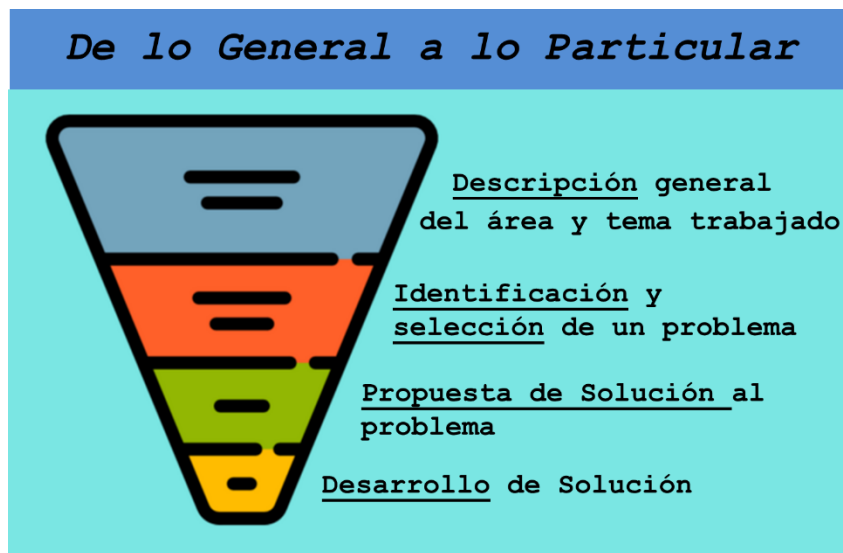 De lo General a lo Particular
Descripción general
del área y tema trabajado
Identificación y
selección de un problema
Propuesta de Solución al
problema
Desarrollo de Solución